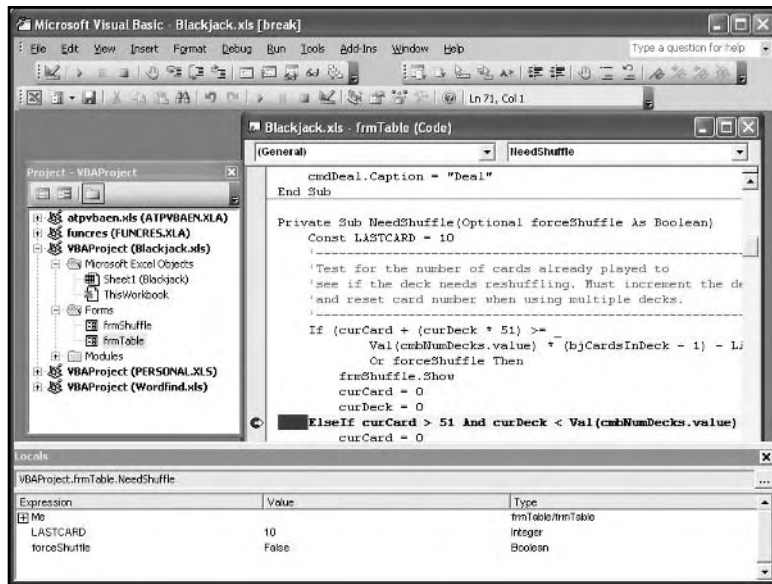 Microsoft Visual Basic - Blackjack.xls [break]
File Edit View Insert Format Debug Run Tools Add-Ins Window Help
Type a question for help
Ln 71, Col 1
Blackjack.xls - frmTable (Code)
(General)
NeedShuffle
cmdDeal.Caption = "Deal"
End Sub
Private Sub NeedShuffle(Optional forceShuffle As Boolean)
Const LASTCARD = 10
'Test for the number of cards already played to
'see if the deck needs reshuffling. Must increment the de
'and reset card number when using multiple decks.
If (curCard + (curDeck * 51) >= _
Val(cmbNumDecks.value) * (bjCardsInDeck - 1) - LA
Or forceShuffle Then
frmShuffle.Show
curCard = 0
curDeck = 0
ElseIf curCard > 51 And curDeck < Val(cmbNumDecks.value)
curCard = 0
Project - VBAProject
atpvbaen.xls (ATPVBAEN.XLA)
funcres (FUNCRES.XLA)
VBAProject (Blackjack.xls)
Microsoft Excel Objects
Sheet1 (Blackjack)
ThisWorkbook
Forms
frmShuffle
frmTable
Modules
VBAProject (PERSONAL.XLS)
VBAProject (Wordfind.xls)
Locals
VBAProject.frmTable.NeedShuffle
...
Expression Value Type
Me frmTable/frmTable
LASTCARD 10 Integer
forceShuttle False Boolean